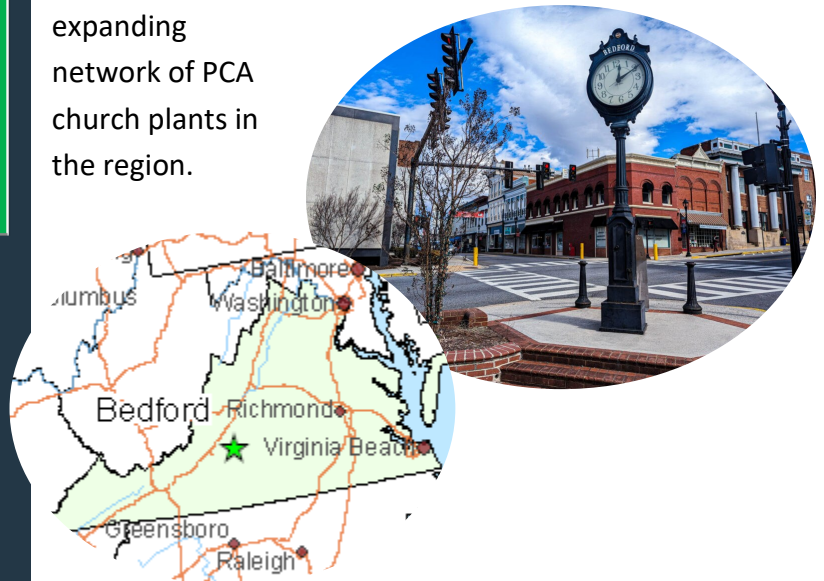 expanding
network of PCA
church plants in
the region.
BEDFORD
Baltimore
Washington
Bedford
Richmond
Virginia Beach
Greensboro
Raleigh